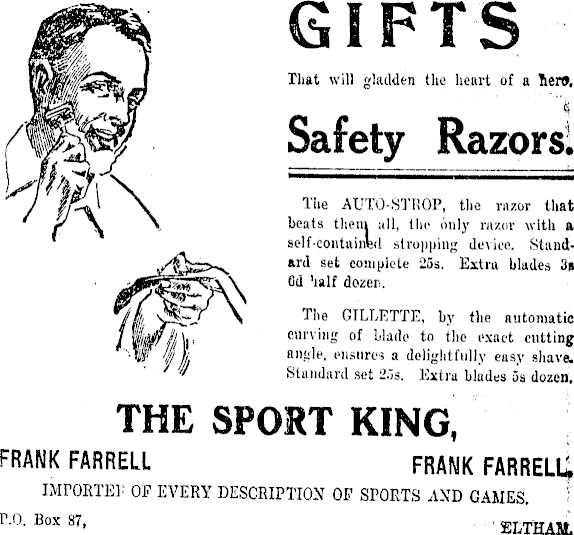 GIFTS
That will gladden the heart of a hero.
Safety Razors.
The AUTO-STROP, the razor that
beats them all, the only razor with a
self-contained stropping device. Stand-
ard set complete 25s. Extra blades 3s
6d half dozen.
The GILLETTE, by the automatic
curving of blade to the exact cutting
angle, ensures a delightfully easy shave.
Standard set 25s. Extra blades 5s dozen.
THE SPORT KING,
FRANK FARRELL FRANK FARRELL,
IMPORTER OF EVERY DESCRIPTION OF SPORTS AND GAMES.
P.O. Box 87, ELTHAM.